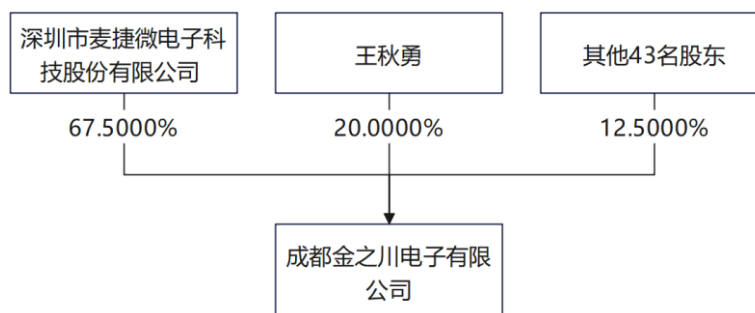 深圳市麦捷微电子科
技股份有限公司
王秋勇
其他43名股东
67.5000%
20.0000%
12.5000%
成都金之川电子有限
公司